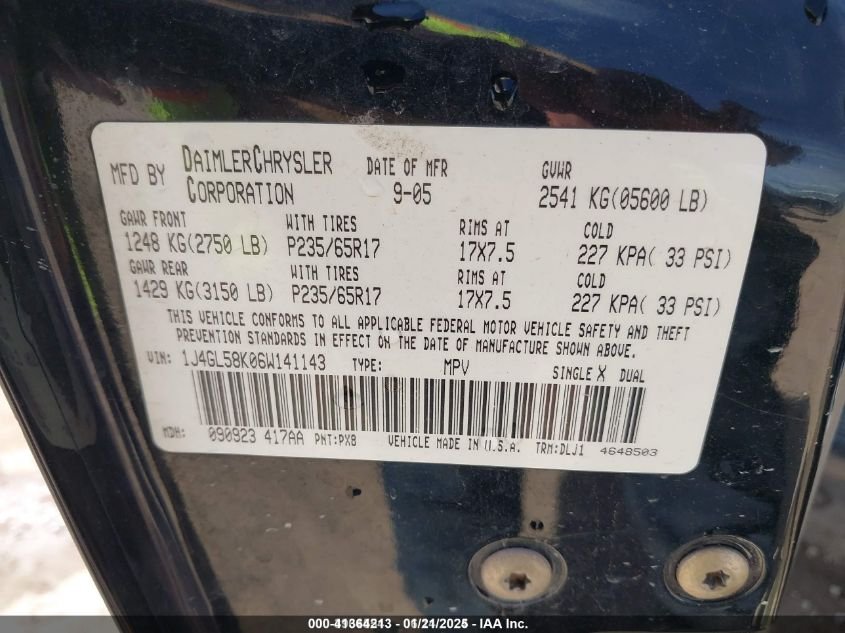 MFD BY DAIMLERCHRYSLER CORPORATION DATE OF MFR 9-05 GVWR 2541 KG(05600 LB)
GAWR FRONT WITH TIRES RIMS AT COLD
1248 KG(2750 LB) P235/65R17 17X7.5 227 KPA( 33 PSI)
GAWR REAR WITH TIRES RIMS AT COLD
1429 KG(3150 LB) P235/65R17 17X7.5 227 KPA( 33 PSI)
THIS VEHICLE CONFORMS TO ALL APPLICABLE FEDERAL MOTOR VEHICLE SAFETY AND THEFT
PREVENTION STANDARDS IN EFFECT ON THE DATE OF MANUFACTURE SHOWN ABOVE.
VIN: 1J4GL58K06W141143 TYPE: MPV SINGLE X DUAL
MDH: 090923 417AA PNT:PX8 VEHICLE MADE IN U.S.A. TRM:DLJ1 4648503
01/21/2025 - IAA Inc.